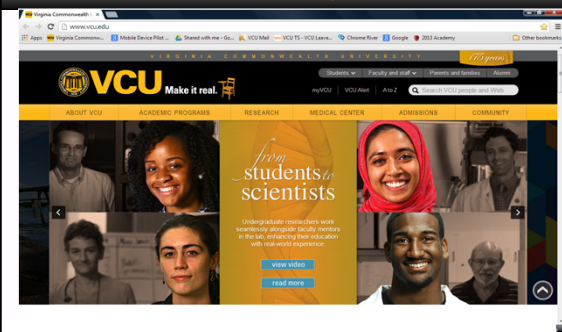 Virginia Commonwealth
www.vcu.edu
Apps
Virginia Commonw...
Mobile Device Pilot ...
Shared with me - Go...
VCU Mail
VCU TS - VCU Leave...
Chrome River
Google
2013 Academy
Other bookmarks
VIRGINIA COMMONWEALTH UNIVERSITY
175 years
Students
Faculty and staff
Parents and families
Alumni
VCU
Make it real.
myVCU
VCU Alert
A to Z
Search VCU people and Web
ABOUT VCU
ACADEMIC PROGRAMS
RESEARCH
MEDICAL CENTER
ADMISSIONS
COMMUNITY
from
students to
scientists
Undergraduate researchers work
seamlessly alongside faculty mentors
in the lab, enhancing their education
with real-world experience
view video
read more